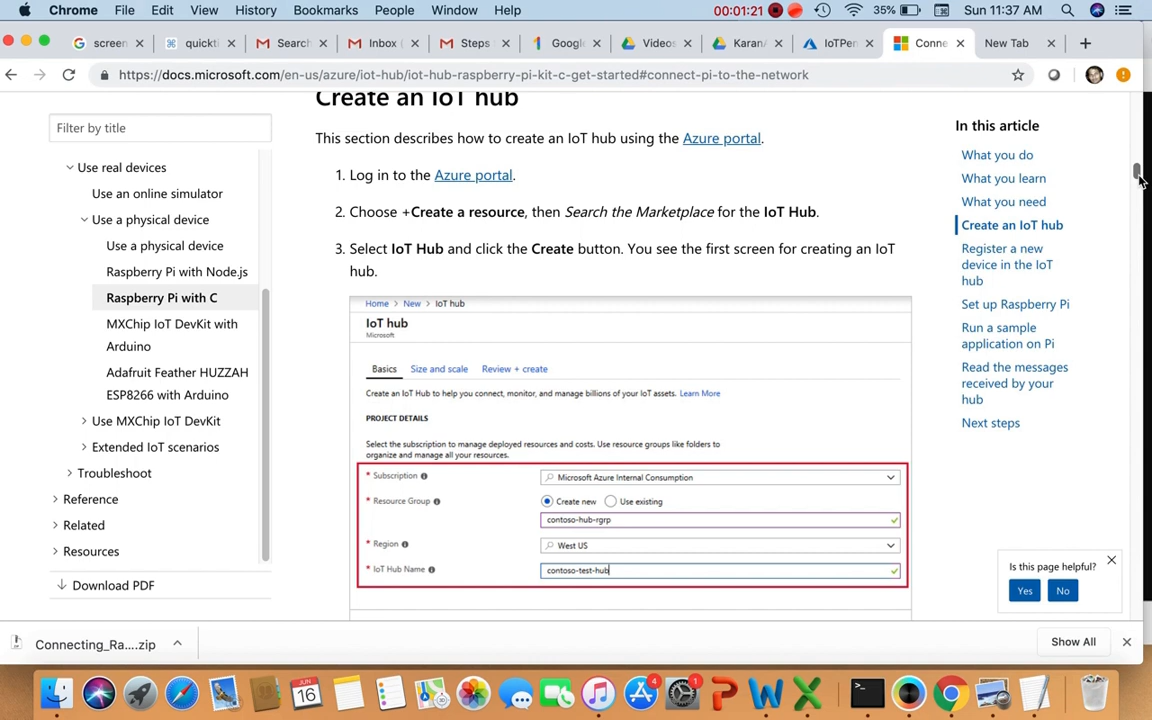 Chrome File Edit View History Bookmarks People Window Help 00:01:21 35% Sun 11:37 AM
screen quickti Search Inbox ( Steps Google Videos KaranA IoTPen Conne New Tab
https://docs.microsoft.com/en-us/azure/iot-hub/iot-hub-raspberry-pi-kit-c-get-started#connect-pi-to-the-network
Filter by title
Use real devices
Use an online simulator
Use a physical device
Use a physical device
Raspberry Pi with Node.js
Raspberry Pi with C
MXChip IoT DevKit with
Arduino
Adafruit Feather HUZZAH
ESP8266 with Arduino
Use MXChip IoT DevKit
Extended IoT scenarios
Troubleshoot
Reference
Related
Resources
Download PDF
Create an IoT hub
This section describes how to create an IoT hub using the Azure portal.
1. Log in to the Azure portal.
2. Choose +Create a resource, then Search the Marketplace for the IoT Hub.
3. Select IoT Hub and click the Create button. You see the first screen for creating an IoT
hub.
Home > New > IoT hub
IoT hub
Microsoft
Basics Size and scale Review + create
Create an IoT Hub to help you connect, monitor, and manage billions of your IoT assets. Learn More
PROJECT DETAILS
Select the subscription to manage deployed resources and costs. Use resource groups like folders to
organize and manage all your resources.
* Subscription Microsoft Azure Internal Consumption
* Resource Group Create new Use existing
contoso-hub-rgrp
* Region West US
* IoT Hub Name contoso-test-hub
In this article
What you do
What you learn
What you need
Create an IoT hub
Register a new
device in the IoT
hub
Set up Raspberry Pi
Run a sample
application on Pi
Read the messages
received by your
hub
Next steps
Is this page helpful?
Yes No
Connecting_Ra....zip
Show All
JUN
16
4
1